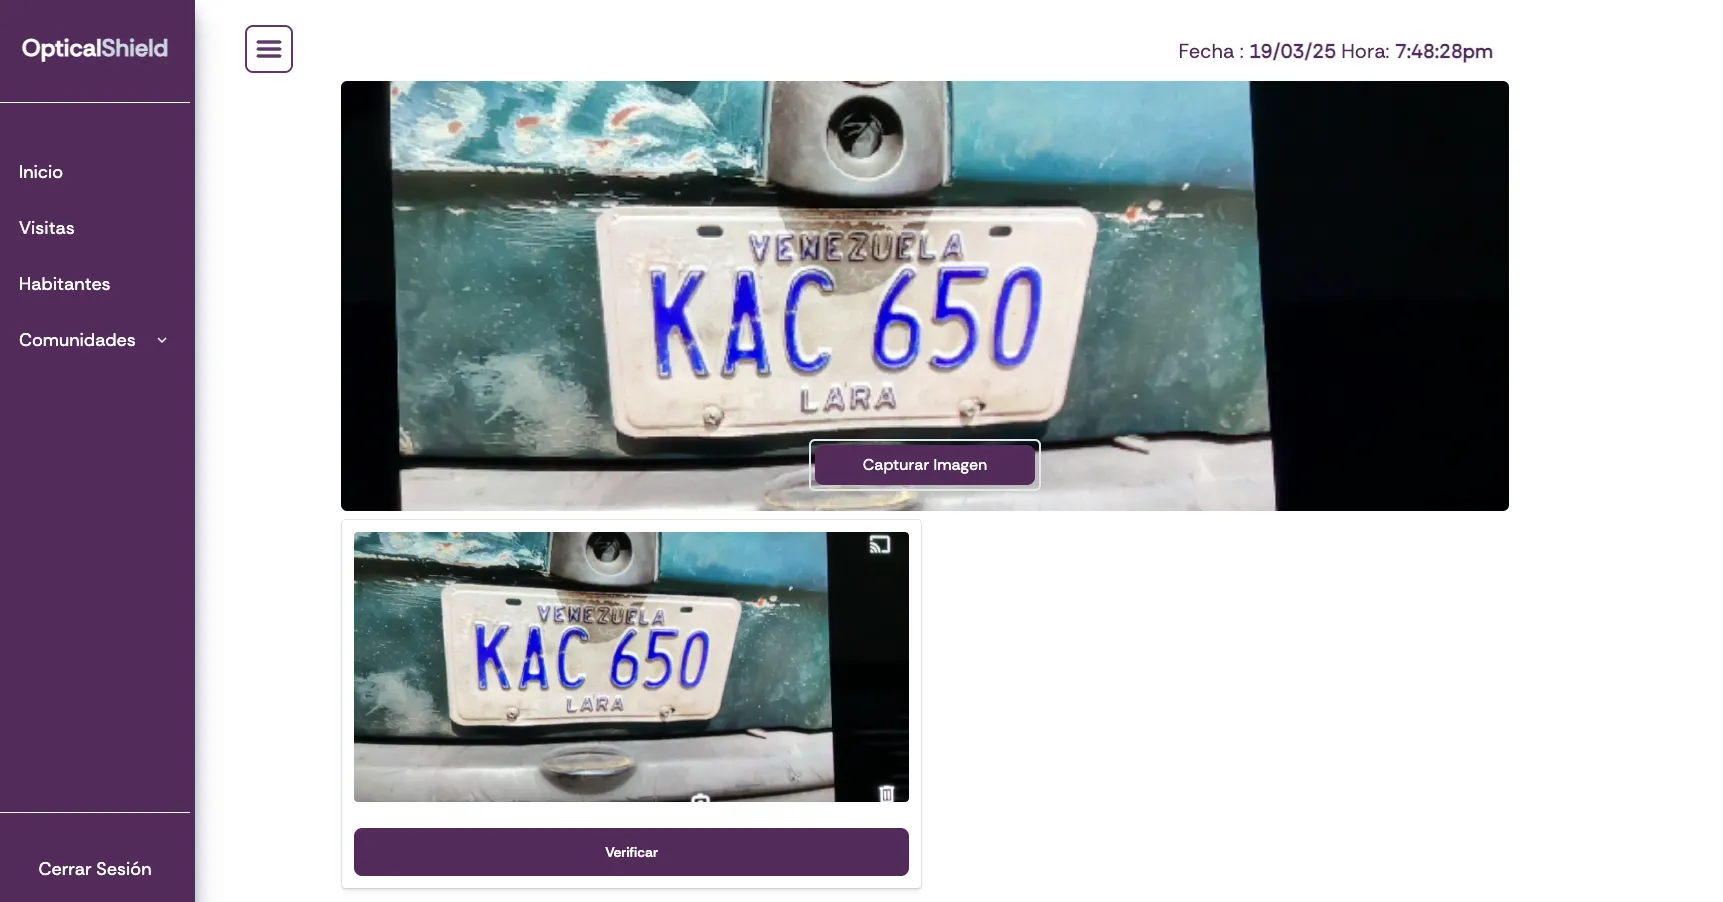 OpticalShield
Inicio
Visitas
Habitantes
Comunidades
Cerrar Sesión
Fecha : 19/03/25 Hora: 7:48:28pm
VENEZUELA
KAC 650
LARA
Capturar Imagen
VENEZUELA
KAC 650
LARA
Verificar